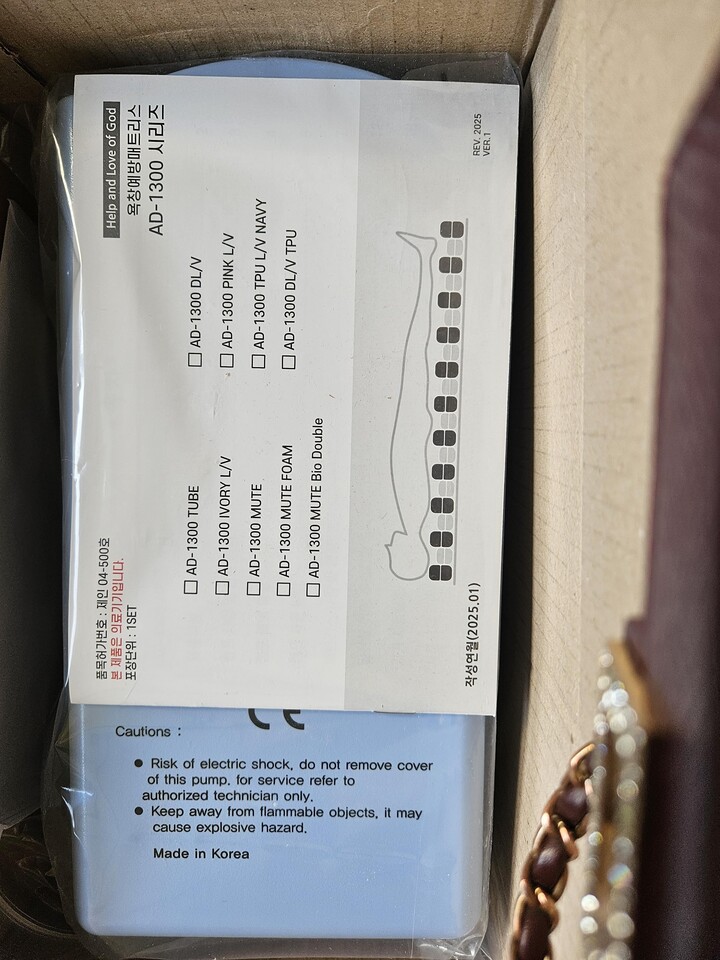 품목허가번호 : 제인 04-500호
본 제품은 의료기기입니다.
포장단위 : 1SET
Help and Love of God
욕창예방매트리스
AD-1300 시리즈
□ AD-1300 TUBE
□ AD-1300 IVORY L/V
□ AD-1300 MUTE
□ AD-1300 MUTE FOAM
□ AD-1300 MUTE Bio Double
□ AD-1300 DL/V
□ AD-1300 PINK L/V
□ AD-1300 TPU L/V NAVY
□ AD-1300 DL/V TPU
작성연월(2025.01)
REV. 2025
VER.1
CE
Cautions :
● Risk of electric shock, do not remove cover
of this pump, for service refer to
authorized technician only.
● Keep away from flammable objects, it may
cause explosive hazard.
Made in Korea